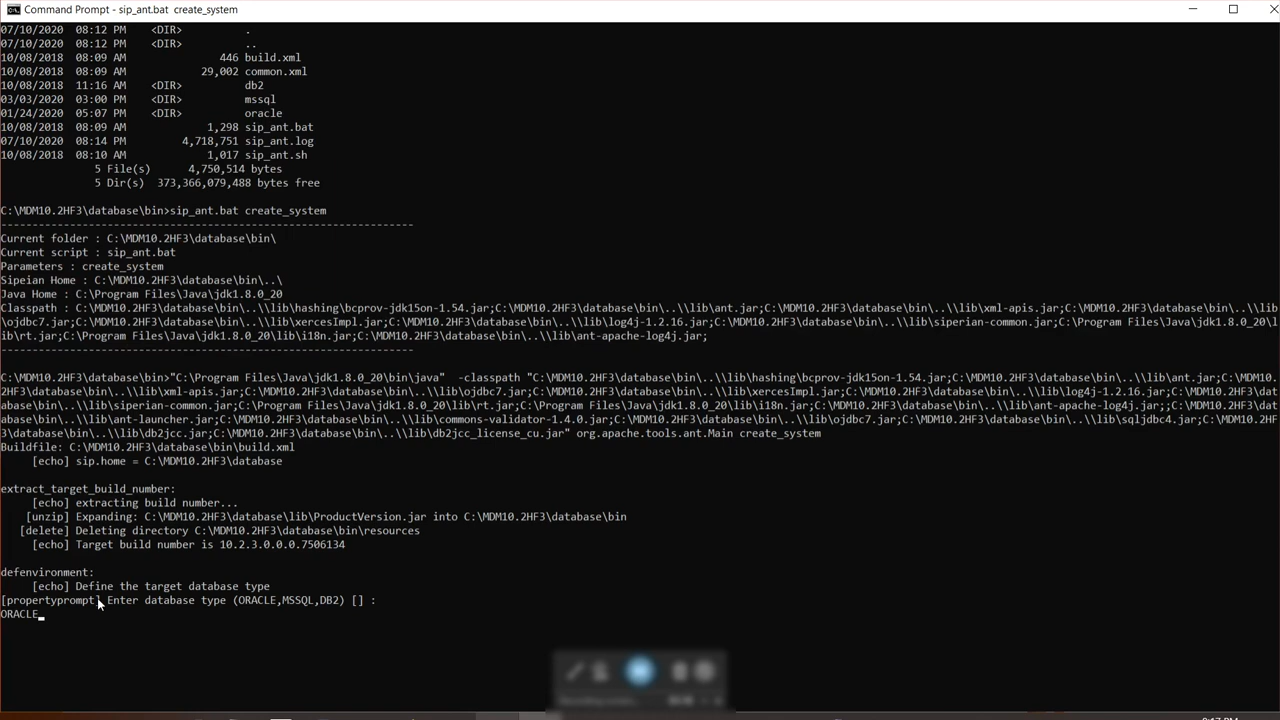 Command Prompt - sip_ant.bat create_system
07/10/2020 08:12 PM <DIR> .
07/10/2020 08:12 PM <DIR> ..
10/08/2018 08:09 AM 446 build.xml
10/08/2018 08:09 AM 29,002 common.xml
10/08/2018 11:16 AM <DIR> db2
03/03/2020 03:00 PM <DIR> mssql
01/24/2020 05:07 PM <DIR> oracle
10/08/2018 08:09 AM 1,298 sip_ant.bat
07/10/2020 08:14 PM 4,718,751 sip_ant.log
10/08/2018 08:10 AM 1,017 sip_ant.sh
5 File(s) 4,750,514 bytes
5 Dir(s) 373,366,079,488 bytes free
C:\MDM10.2HF3\database\bin>sip_ant.bat create_system
------------------------------------------------------------------
Current folder : C:\MDM10.2HF3\database\bin\
Current script : sip_ant.bat
Parameters : create_system
Sipeian Home : C:\MDM10.2HF3\database\bin\..\
Java Home : C:\Program Files\Java\jdk1.8.0_20
Classpath : C:\MDM10.2HF3\database\bin\..\\lib\hashing\bcprov-jdk15on-1.54.jar;C:\MDM10.2HF3\database\bin\..\\lib\ant.jar;C:\MDM10.2HF3\database\bin\..\\lib\xml-apis.jar;C:\MDM10.2HF3\database\bin\..\\lib
\ojdbc7.jar;C:\MDM10.2HF3\database\bin\..\\lib\xercesImpl.jar;C:\MDM10.2HF3\database\bin\..\\lib\log4j-1.2.16.jar;C:\MDM10.2HF3\database\bin\..\\lib\siperian-common.jar;C:\Program Files\Java\jdk1.8.0_20\l
ib\rt.jar;C:\Program Files\Java\jdk1.8.0_20\lib\i18n.jar;C:\MDM10.2HF3\database\bin\..\\lib\ant-apache-log4j.jar;
------------------------------------------------------------------
C:\MDM10.2HF3\database\bin>"C:\Program Files\Java\jdk1.8.0_20\bin\java" -classpath "C:\MDM10.2HF3\database\bin\..\\lib\hashing\bcprov-jdk15on-1.54.jar;C:\MDM10.2HF3\database\bin\..\\lib\ant.jar;C:\MDM10.
2HF3\database\bin\..\\lib\xml-apis.jar;C:\MDM10.2HF3\database\bin\..\\lib\ojdbc7.jar;C:\MDM10.2HF3\database\bin\..\\lib\xercesImpl.jar;C:\MDM10.2HF3\database\bin\..\\lib\log4j-1.2.16.jar;C:\MDM10.2HF3\dat
abase\bin\..\\lib\siperian-common.jar;C:\Program Files\Java\jdk1.8.0_20\lib\rt.jar;C:\Program Files\Java\jdk1.8.0_20\lib\i18n.jar;C:\MDM10.2HF3\database\bin\..\\lib\ant-apache-log4j.jar;;C:\MDM10.2HF3\dat
abase\bin\..\\lib\ant-launcher.jar;C:\MDM10.2HF3\database\bin\..\\lib\commons-validator-1.4.0.jar;C:\MDM10.2HF3\database\bin\..\\lib\ojdbc7.jar;C:\MDM10.2HF3\database\bin\..\\lib\sqljdbc4.jar;C:\MDM10.2HF
3\database\bin\..\\lib\db2jcc.jar;C:\MDM10.2HF3\database\bin\..\\lib\db2jcc_license_cu.jar" org.apache.tools.ant.Main create_system
Buildfile: C:\MDM10.2HF3\database\bin\build.xml
[echo] sip.home = C:\MDM10.2HF3\database
extract_target_build_number:
[echo] extracting build number...
[unzip] Expanding: C:\MDM10.2HF3\database\lib\ProductVersion.jar into C:\MDM10.2HF3\database\bin
[delete] Deleting directory C:\MDM10.2HF3\database\bin\resources
[echo] Target build number is 10.2.3.0.0.0.7506134
defenvironment:
[echo] Define the target database type
[propertyprompt] Enter database type (ORACLE,MSSQL,DB2) [] :
ORACLE